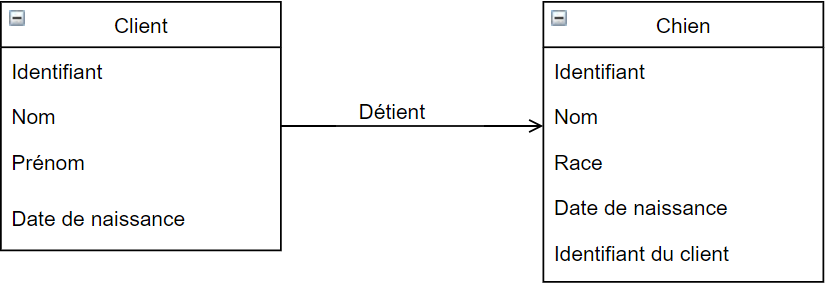 Client
Identifiant
Nom
Prénom
Date de naissance
Détient
Chien
Identifiant
Nom
Race
Date de naissance
Identifiant du client